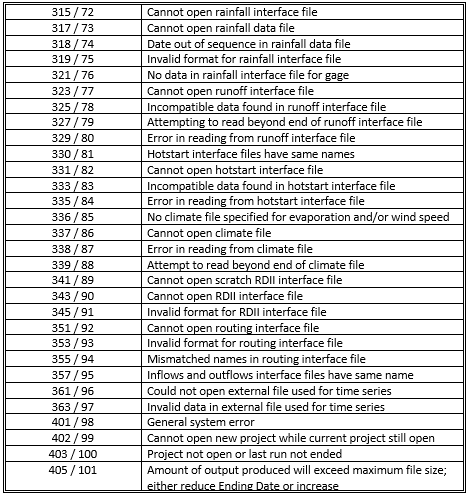 315 / 72 Cannot open rainfall interface file
317 / 73 Cannot open rainfall data file
318 / 74 Date out of sequence in rainfall data file
319 / 75 Invalid format for rainfall interface file
321 / 76 No data in rainfall interface file for gage
323 / 77 Cannot open runoff interface file
325 / 78 Incompatible data found in runoff interface file
327 / 79 Attempting to read beyond end of runoff interface file
329 / 80 Error in reading from runoff interface file
330 / 81 Hotstart interface files have same names
331 / 82 Cannot open hotstart interface file
333 / 83 Incompatible data found in hotstart interface file
335 / 84 Error in reading from hotstart interface file
336 / 85 No climate file specified for evaporation and/or wind speed
337 / 86 Cannot open climate file
338 / 87 Error in reading from climate file
339 / 88 Attempt to read beyond end of climate file
341 / 89 Cannot open scratch RDII interface file
343 / 90 Cannot open RDII interface file
345 / 91 Invalid format for RDII interface file
351 / 92 Cannot open routing interface file
353 / 93 Invalid format for routing interface file
355 / 94 Mismatched names in routing interface file
357 / 95 Inflows and outflows interface files have same name
361 / 96 Could not open external file used for time series
363 / 97 Invalid data in external file used for time series
401 / 98 General system error
402 / 99 Cannot open new project while current project still open
403 / 100 Project not open or last run not ended
405 / 101 Amount of output produced will exceed maximum file size;
either reduce Ending Date or increase